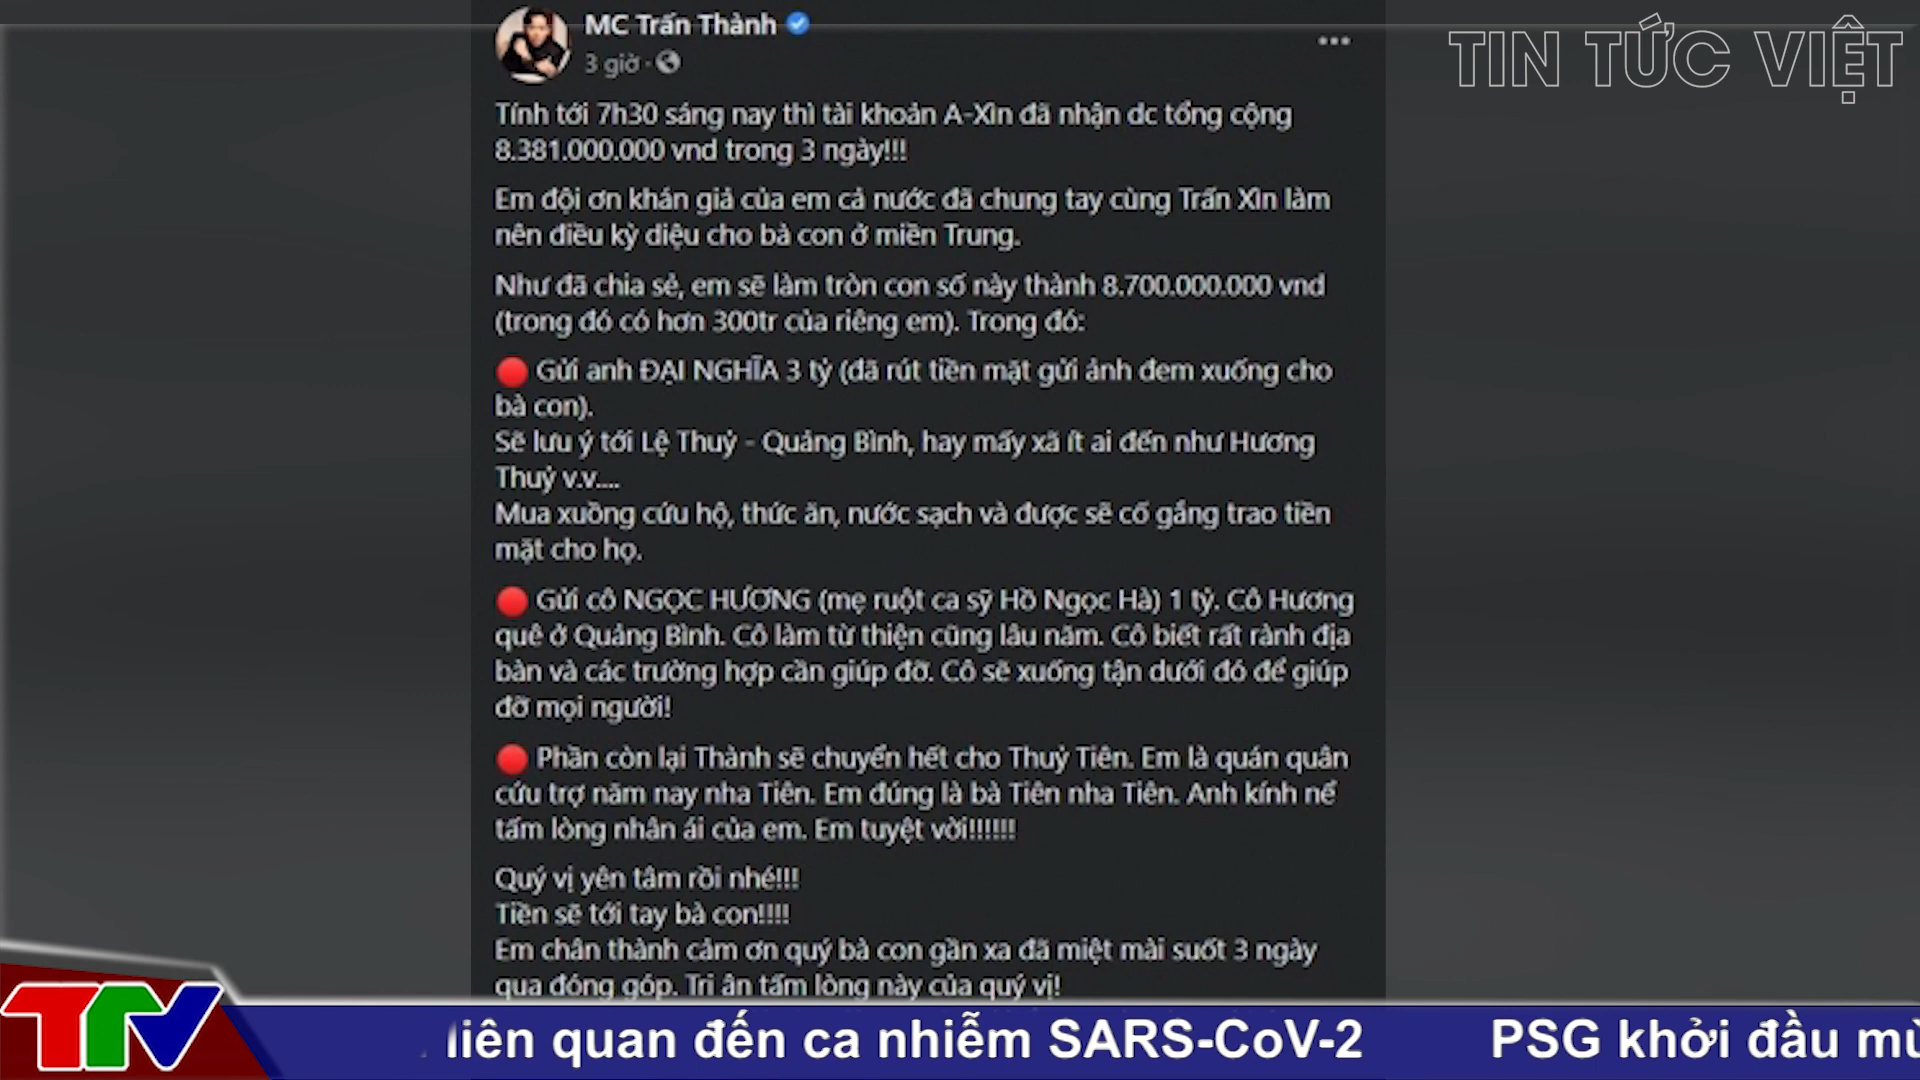 MC Trấn Thành
3 giờ ·
TIN TỨC VIỆT
Tính tới 7h30 sáng nay thì tài khoản A-Xìn đã nhận dc tổng cộng
8.381.000.000 vnd trong 3 ngày!!!
Em đội ơn khán giả của em cả nước đã chung tay cùng Trấn Xìn làm
nên điều kỳ diệu cho bà con ở miền Trung.
Như đã chia sẻ, em sẽ làm tròn con số này thành 8.700.000.000 vnd
(trong đó có hơn 300tr của riêng em). Trong đó:
🔴 Gửi anh ĐẠI NGHĨA 3 tỷ (đã rút tiền mặt gửi ảnh đem xuống cho
bà con).
Sẽ lưu ý tới Lệ Thuỷ - Quảng Bình, hay mấy xã ít ai đến như Hương
Thuỷ v.v....
Mua xuồng cứu hộ, thức ăn, nước sạch và được sẽ cố gắng trao tiền
mặt cho họ.
🔴 Gửi cô NGỌC HƯƠNG (mẹ ruột ca sỹ Hồ Ngọc Hà) 1 tỷ. Cô Hương
quê ở Quảng Bình. Cô làm từ thiện cũng lâu năm. Cô biết rất rành địa
bàn và các trường hợp cần giúp đỡ. Cô sẽ xuống tận dưới đó để giúp
đỡ mọi người!
🔴 Phần còn lại Thành sẽ chuyển hết cho Thuỷ Tiên. Em là quán quân
cứu trợ năm nay nha Tiên. Em đúng là bà Tiên nha Tiên. Anh kính nể
tấm lòng nhân ái của em. Em tuyệt vời!!!!!!
Quý vị yên tâm rồi nhé!!!
Tiền sẽ tới tay bà con!!!!
Em chân thành cảm ơn quý bà con gần xa đã miệt mài suốt 3 ngày
qua đóng góp. Tri ân tấm lòng này của quý vị!
TTV
liên quan đến ca nhiễm SARS-CoV-2 PSG khởi đầu mù